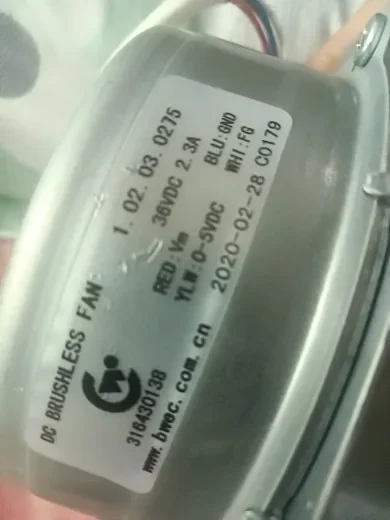 DC BRUSHLESS FAN
1.02.03.0275
36VDC 2.3A
RED:Vm BLU:GND
YLW:0-5VDC WHI:FG
316430138
2020-02-28 C0179
www.bwec.com.cn